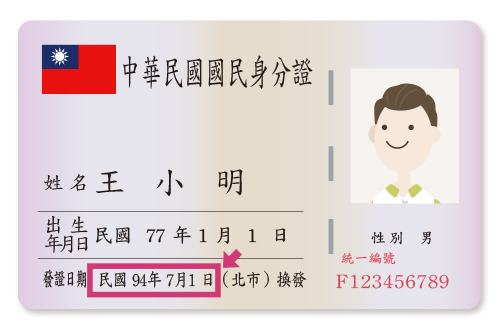 中華民國國民身分證
姓名 王 小 明
出生年月日 民國 77 年 1 月 1 日
性別 男
統一編號
發證日期 民國 94年 7月1 日 (北市) 換發
F123456789